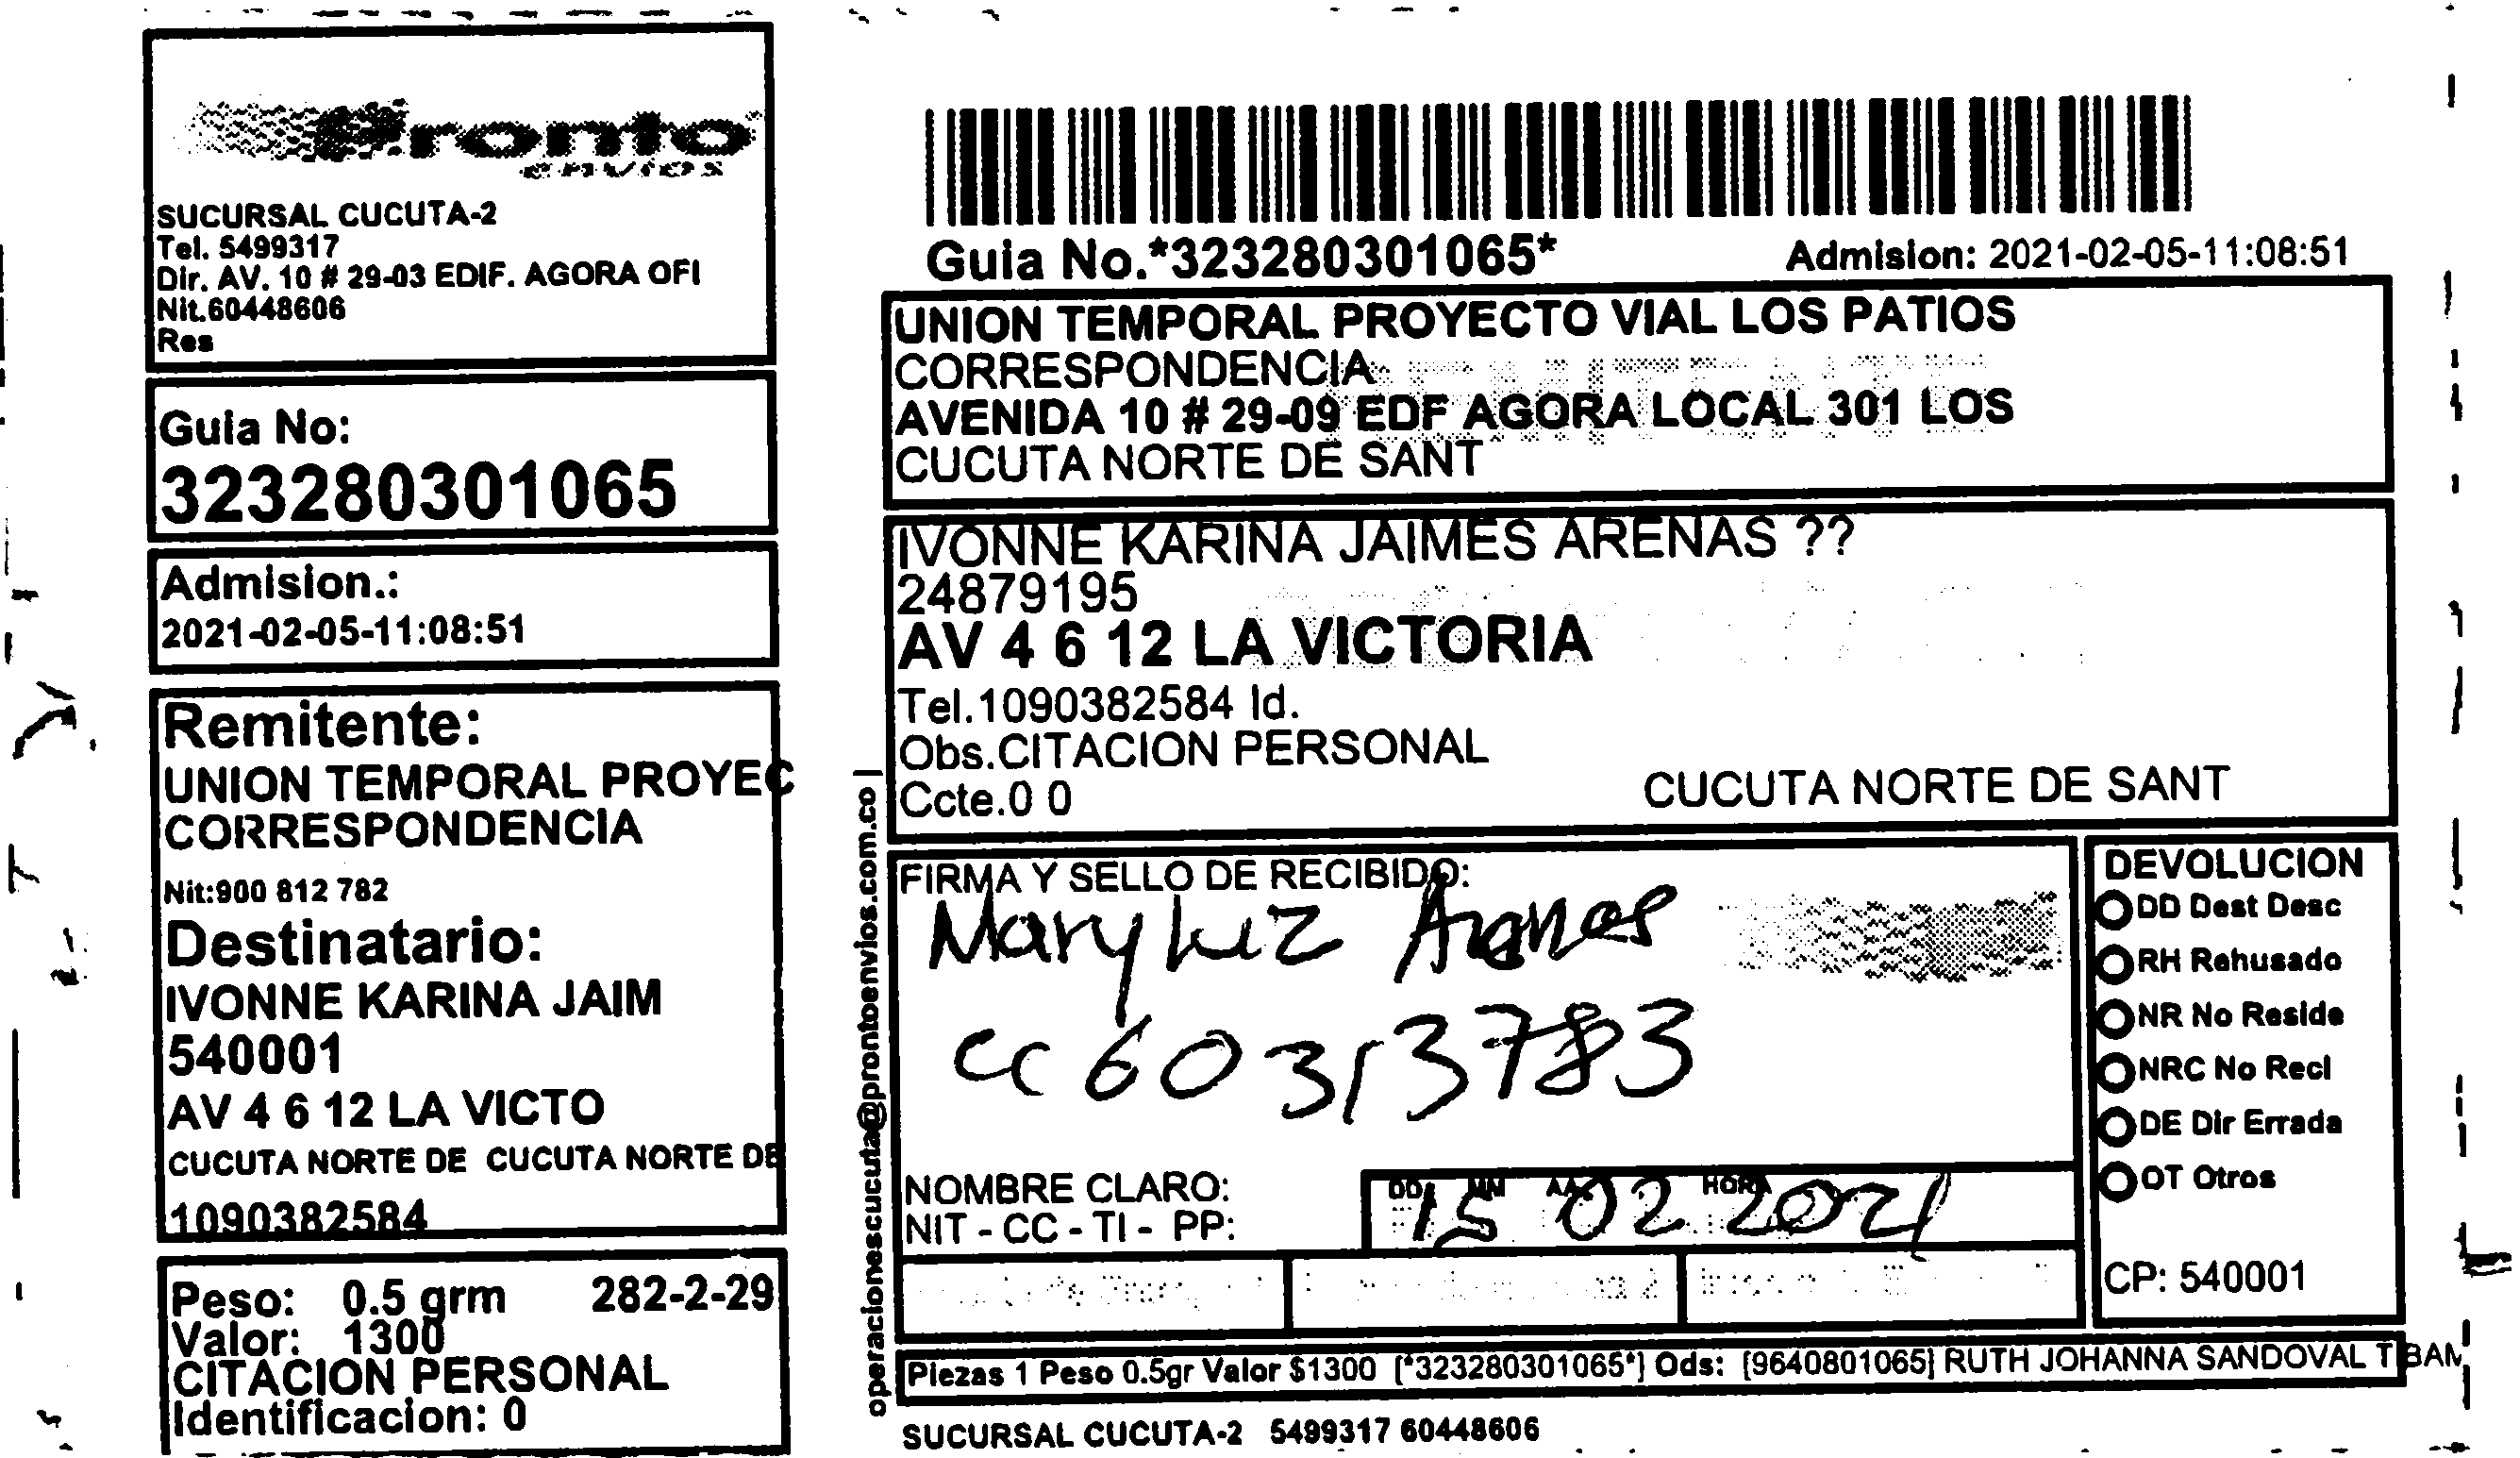 Pronto
envios
SUCURSAL CUCUTA-2
Tel. 5499317
Dir. AV. 10 # 29-03 EDIF. AGORA OFI
Nit.60448606
Res
Guia No:
323280301065
Admision.:
2021-02-05-11:08:51
Remitente:
UNION TEMPORAL PROYEC
CORRESPONDENCIA
Nit:900 812 782
Destinatario:
IVONNE KARINA JAIM
540001
AV 4 6 12 LA VICTO
CUCUTA NORTE DE CUCUTA NORTE DE
1090382584
Peso: 0.5 grm 282-2-29
Valor: 1300
CITACION PERSONAL
Identificacion: 0
operacionescucuta@prontoenvios.com.co |
Guia No.*323280301065*
Admision: 2021-02-05-11:08:51
UNION TEMPORAL PROYECTO VIAL LOS PATIOS
CORRESPONDENCIA
AVENIDA 10 # 29-09 EDF AGORA LOCAL 301 LOS
CUCUTA NORTE DE SANT
IVONNE KARINA JAIMES ARENAS ??
24879195
AV 4 6 12 LA VICTORIA
Tel.1090382584 Id.
Obs.CITACION PERSONAL
Ccte.0 0 CUCUTA NORTE DE SANT
FIRMA Y SELLO DE RECIBIDO:
Mary Luz Arenas
CC 60313783
NOMBRE CLARO:
NIT - CC - TI - PP:
DD MM AA HORA
15 02 2021
DEVOLUCION
DD Dest Desc
RH Rehusado
NR No Reside
NRC No Recl
DE Dir Errada
OT Otros
CP: 540001
Piezas 1 Peso 0.5gr Valor $1300 [*323280301065*] Ods: [9640801065] RUTH JOHANNA SANDOVAL TIBAM
SUCURSAL CUCUTA-2 5499317 60448606